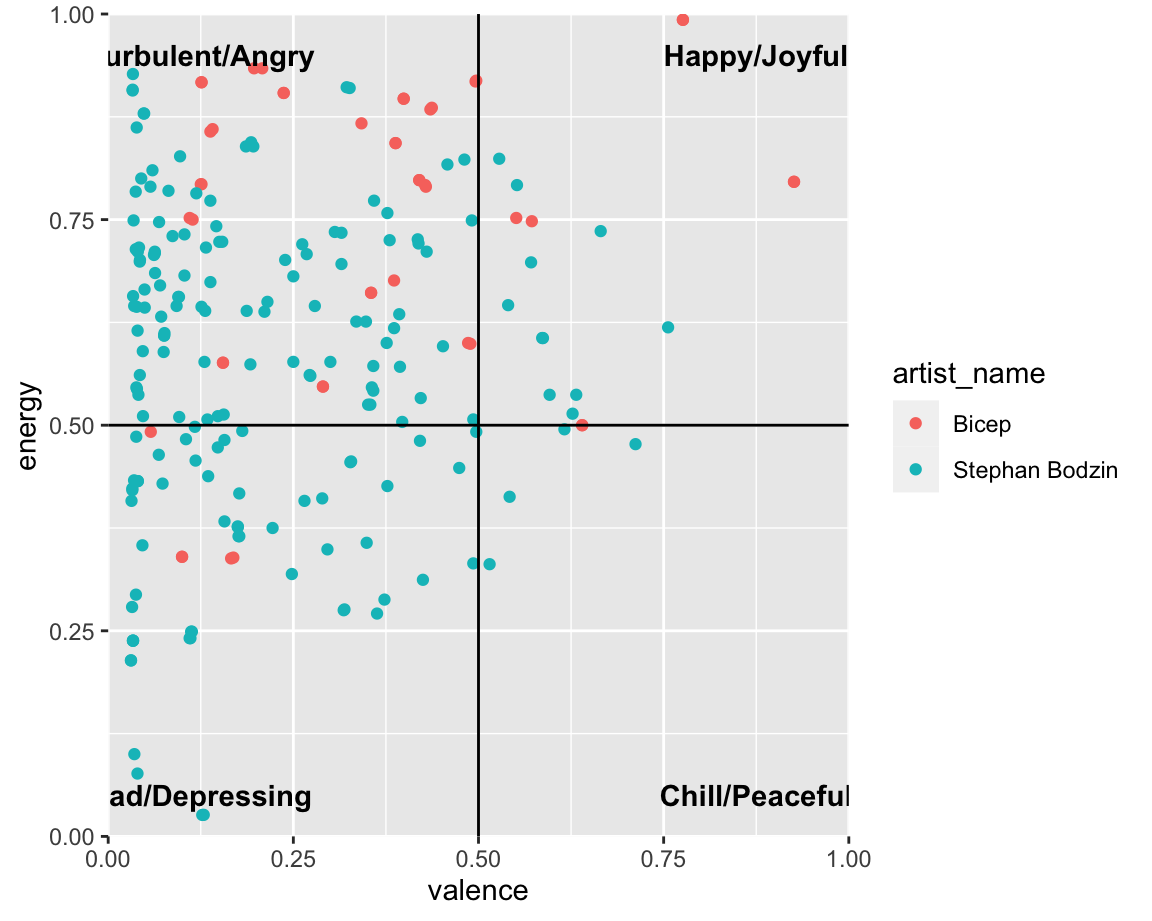 1.00
urbulent/Angry
Happy/Joyful
0.75
energy
0.50
0.25
ad/Depressing
Chill/Peaceful
0.00
0.00
0.25
0.50
0.75
1.00
valence
artist_name
Bicep
Stephan Bodzin